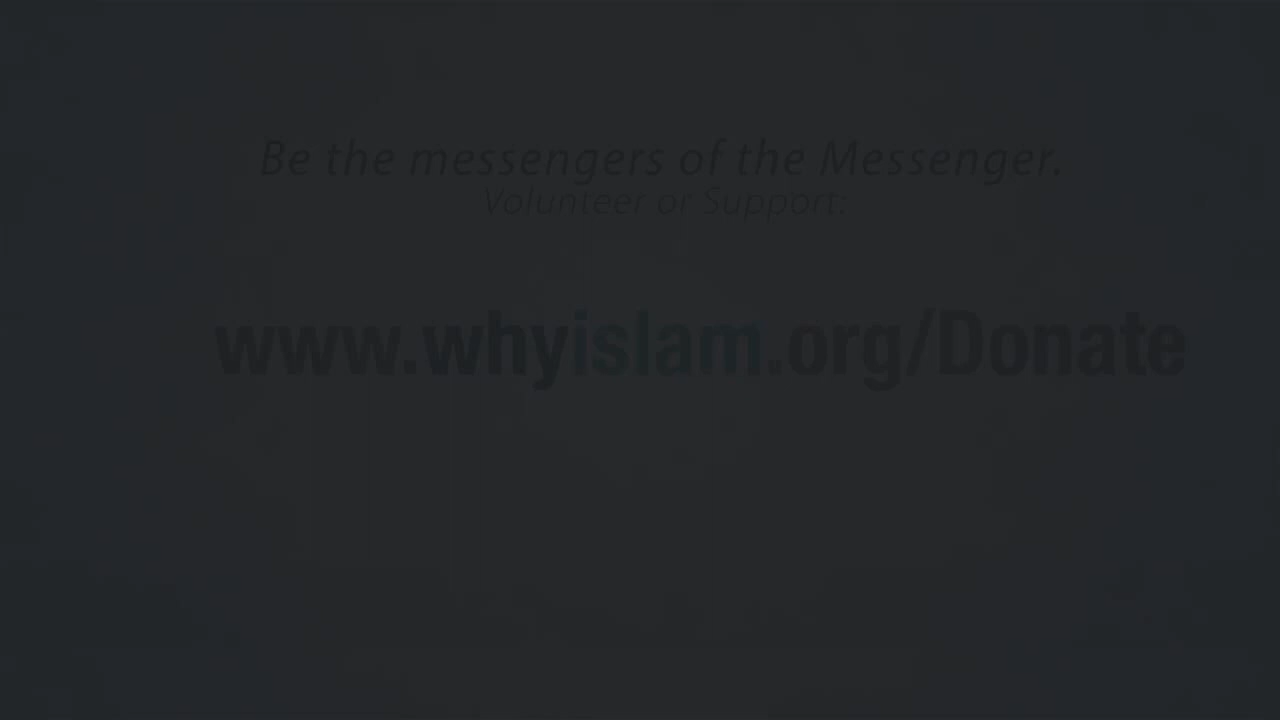 Be the messengers of the Messenger.
Volunteer or Support:
www.whyislam.org/Donate